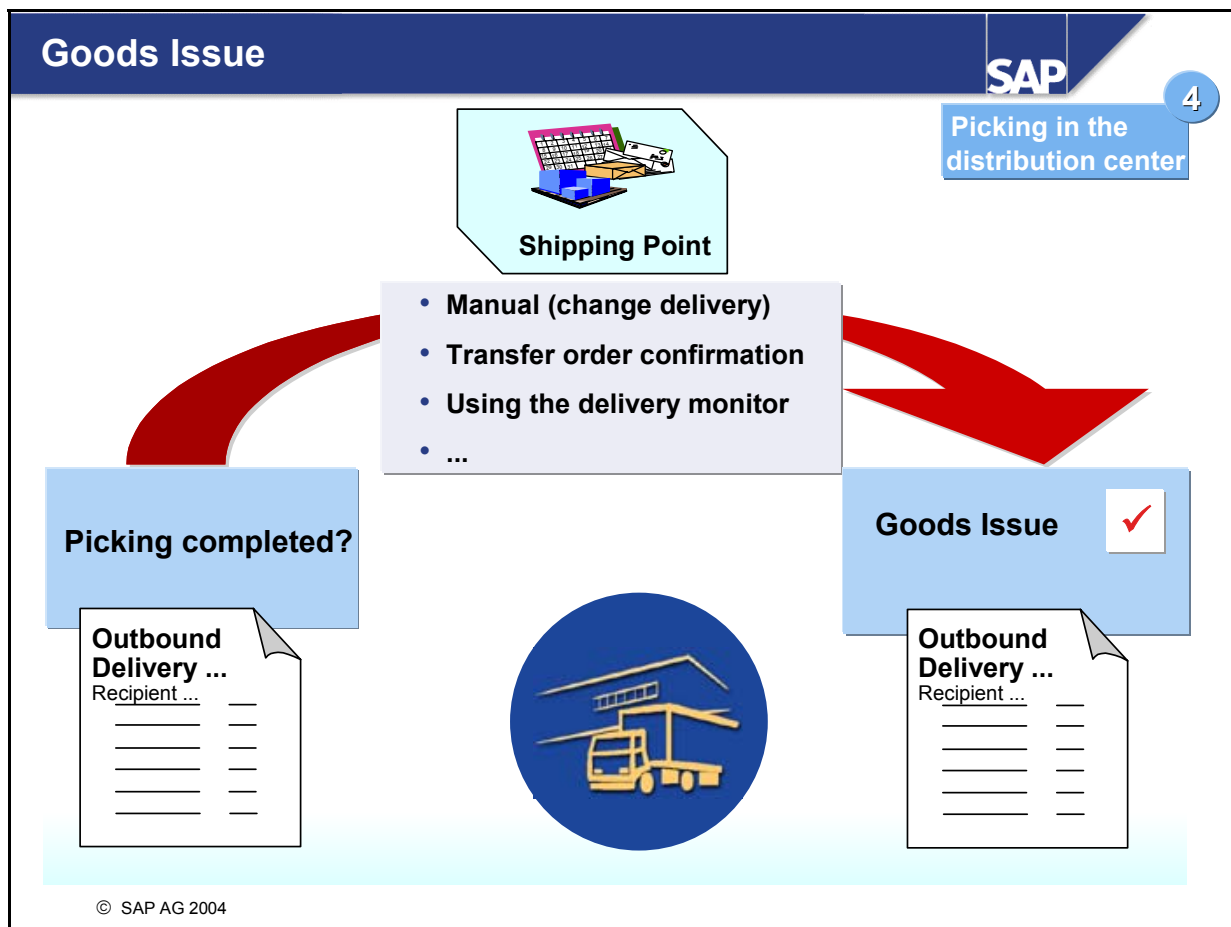 Goods Issue
SAP
4
Picking in the
distribution center
Shipping Point
• Manual (change delivery)
• Transfer order confirmation
• Using the delivery monitor
• ...
Picking completed?
Goods Issue
Outbound
Delivery ...
Recipient ...
Outbound
Delivery ...
Recipient ...
© SAP AG 2004